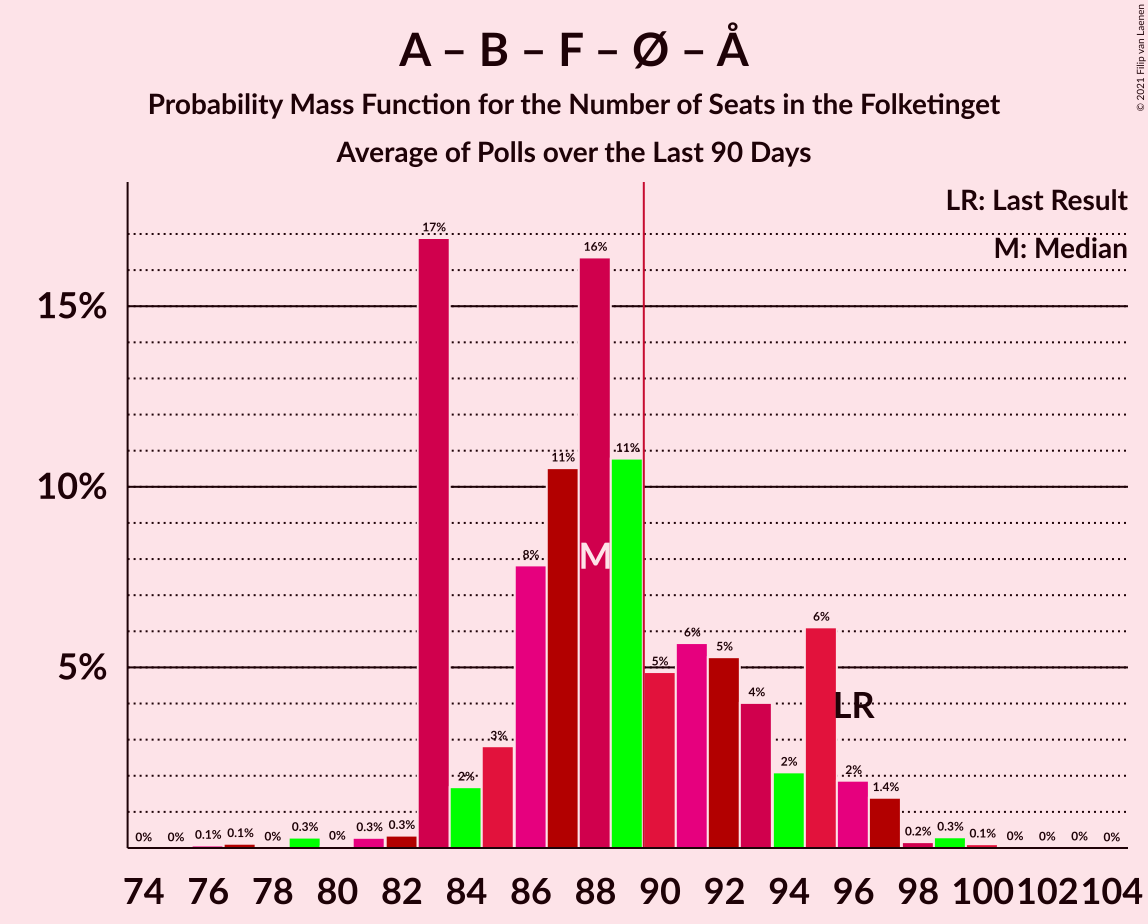 A – B – F – Ø – Å
Probability Mass Function for the Number of Seats in the Folketinget
Average of Polls over the Last 90 Days
© 2021 Filip van Laenen
LR: Last Result
M: Median
15%
10%
5%
0% 0% 0.1% 0.1% 0% 0.3% 0% 0.3% 0.3% 17% 2% 3% 8% 11% 16% 11% 5% 6% 5% 4% 2% 6% 2% 1.4% 0.2% 0.3% 0.1% 0% 0% 0% 0%
M
LR
74 76 78 80 82 84 86 88 90 92 94 96 98 100 102 104